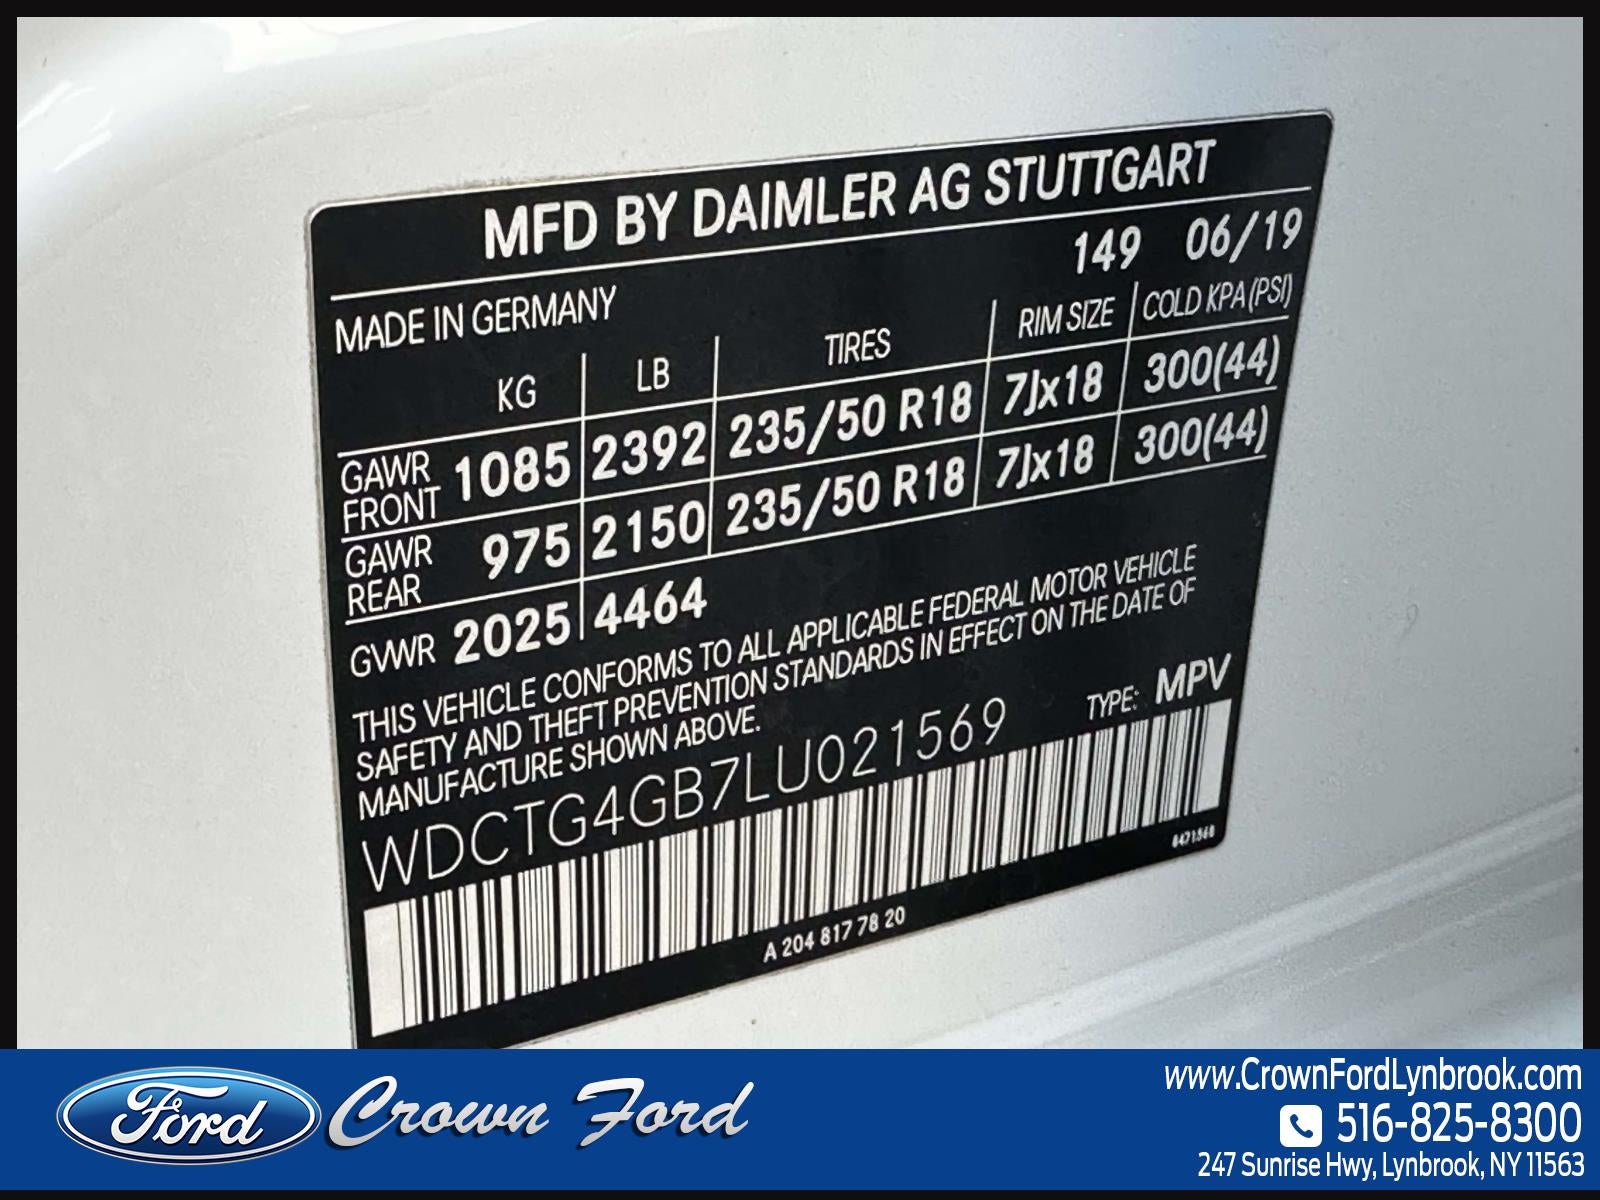 MFD BY DAIMLER AG STUTTGART
149 06/19
MADE IN GERMANY
KG LB TIRES RIM SIZE COLD KPA(PSI)
GAWR FRONT 1085 2392 235/50 R18 7Jx18 300(44)
GAWR REAR 975 2150 235/50 R18 7Jx18 300(44)
GVWR 2025 4464
THIS VEHICLE CONFORMS TO ALL APPLICABLE FEDERAL MOTOR VEHICLE
SAFETY AND THEFT PREVENTION STANDARDS IN EFFECT ON THE DATE OF
MANUFACTURE SHOWN ABOVE.
WDCTG4GB7LU021569 TYPE: MPV
A 204 817 78 20
Ford Crown Ford
www.CrownFordLynbrook.com
516-825-8300
247 Sunrise Hwy, Lynbrook, NY 11563